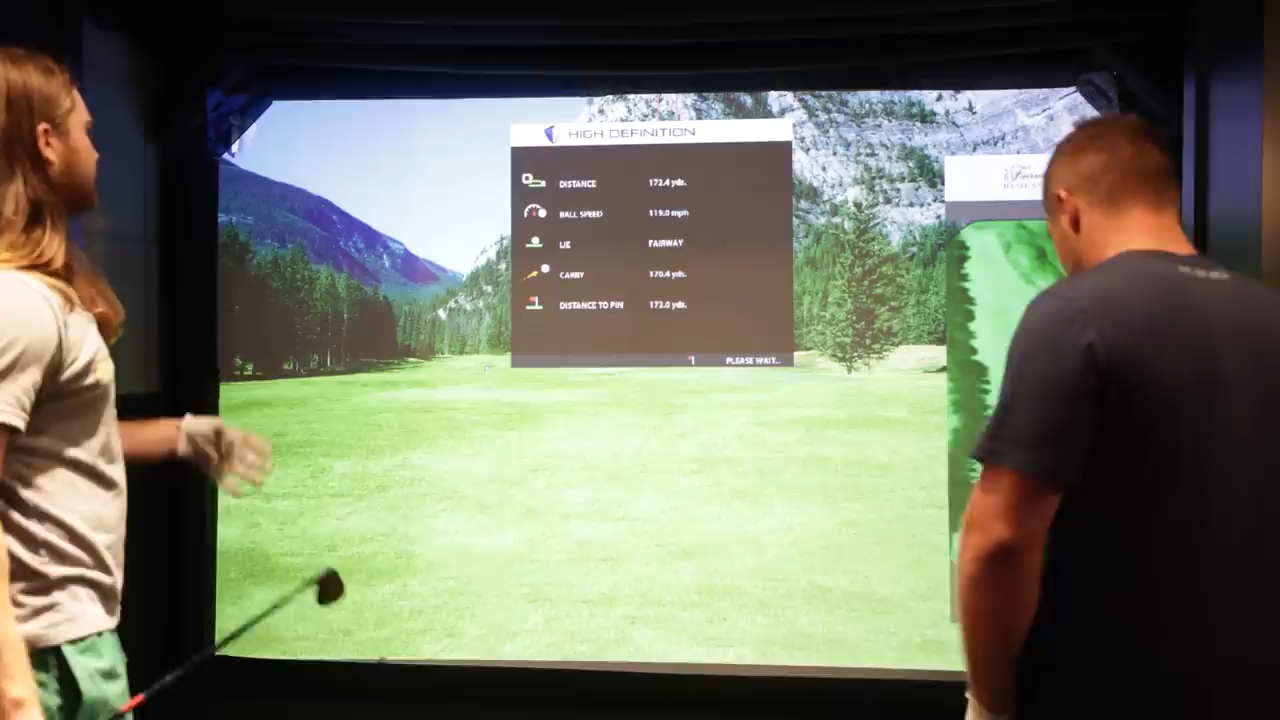 HIGH DEFINITION
DISTANCE 172.4 yds.
BALL SPEED 119.0 mph
LIE FAIRWAY
CARRY 170.4 yds.
DISTANCE TO PIN 172.0 yds.
PLEASE WAIT...